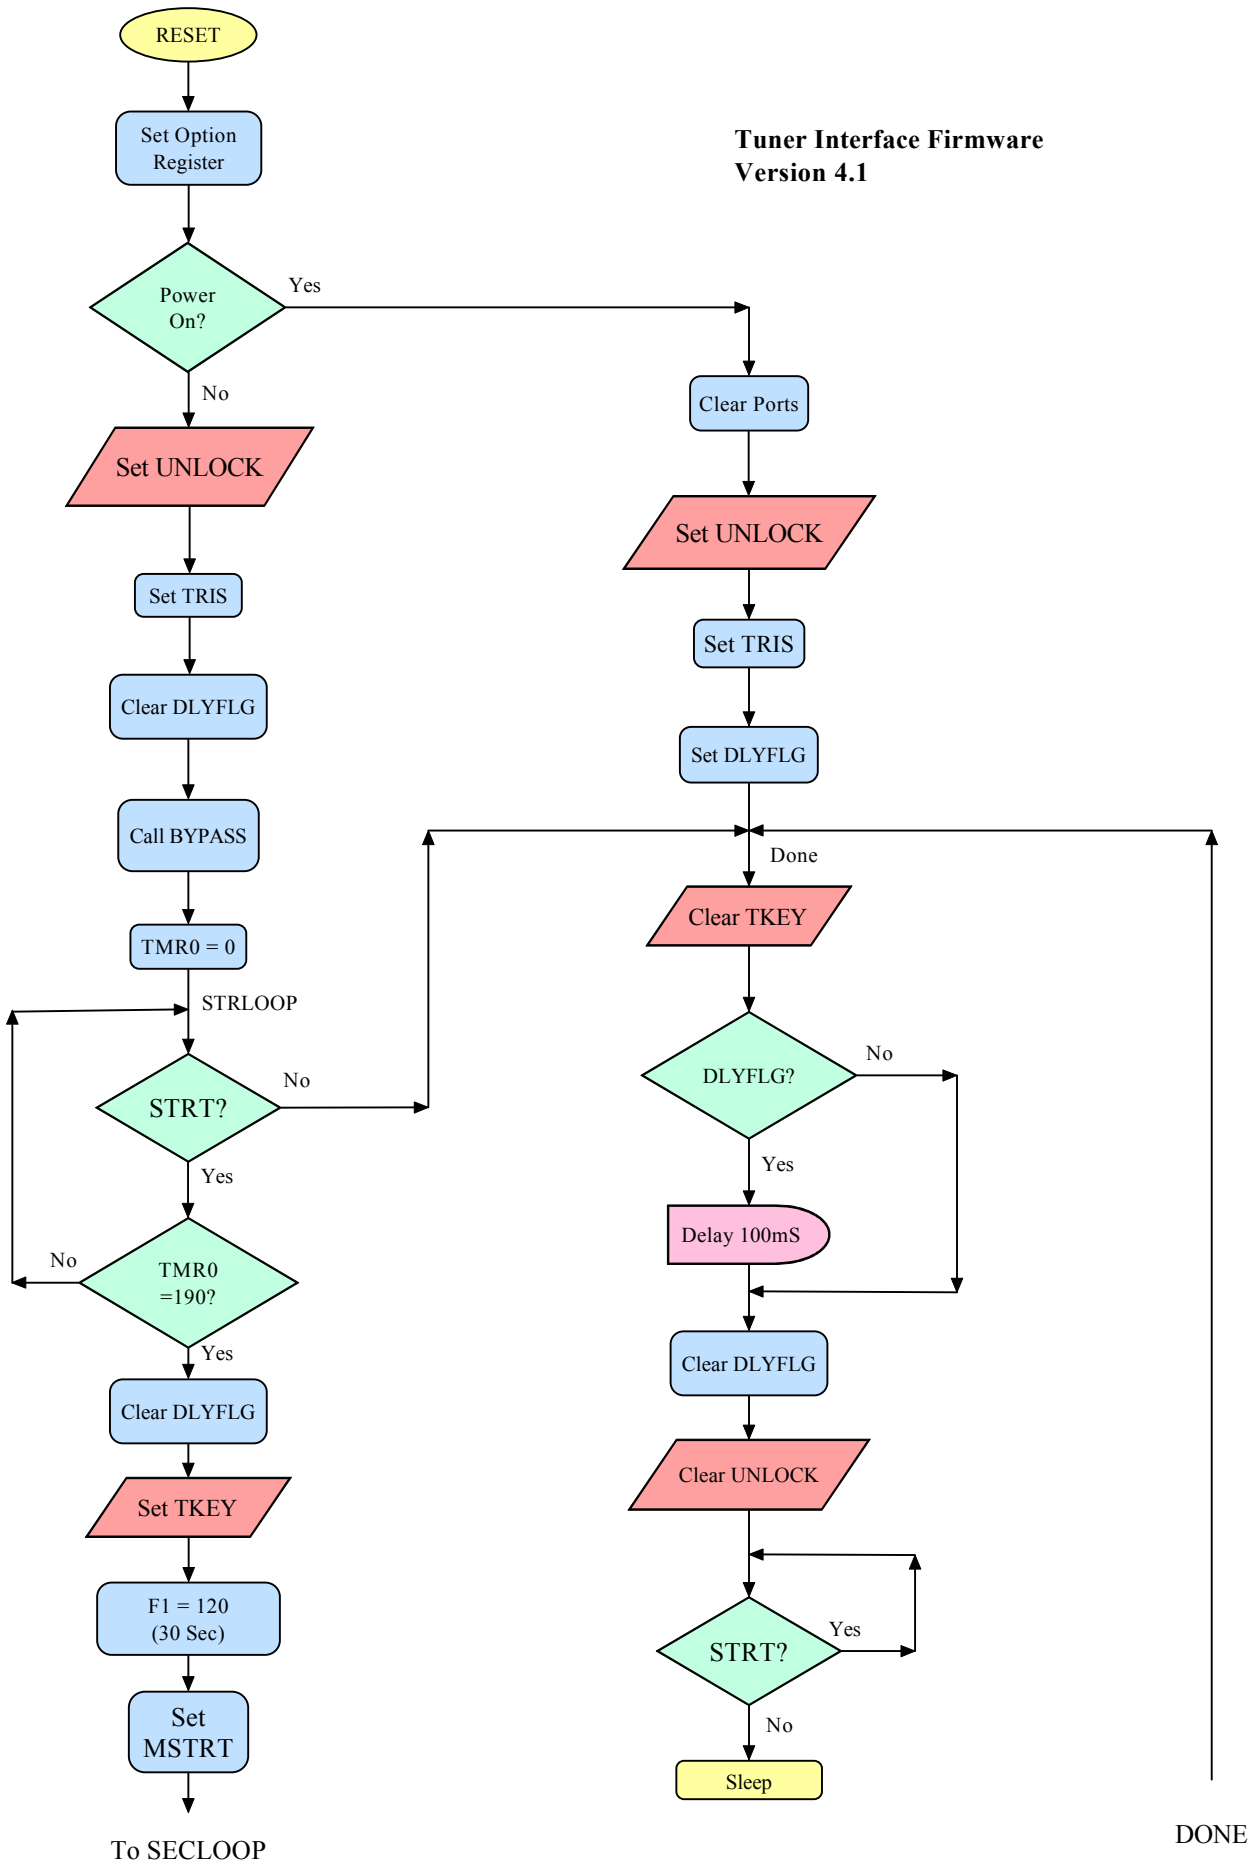 RESET
Set Option
Register
Tuner Interface Firmware
Version 4.1
Power
On?
Yes
No
Set UNLOCK
Set TRIS
Clear DLYFLG
Call BYPASS
TMR0 = 0
STRLOOP
STRT?
No
Yes
TMR0
=190?
No
Yes
Clear DLYFLG
Set TKEY
F1 = 120
(30 Sec)
Set
MSTRT
To SECLOOP
Clear Ports
Set UNLOCK
Set TRIS
Set DLYFLG
Done
Clear TKEY
DLYFLG?
No
Yes
Delay 100mS
Clear DLYFLG
Clear UNLOCK
STRT?
Yes
No
Sleep
DONE